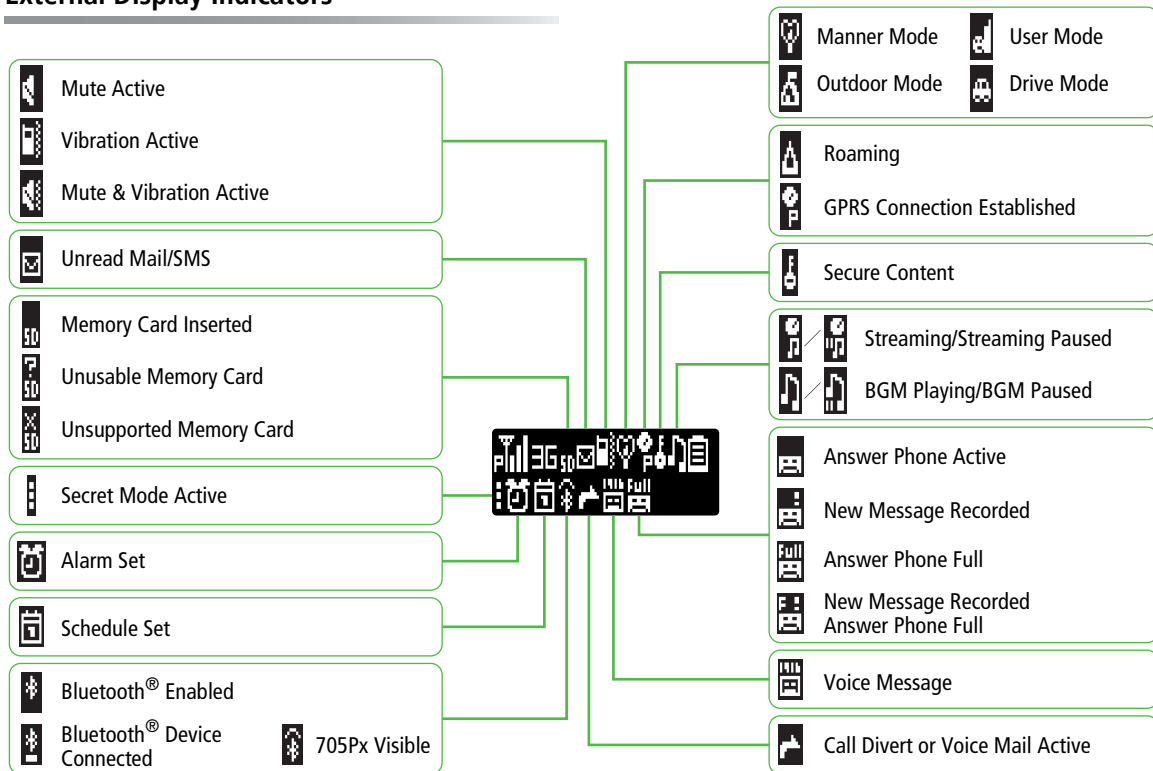 External Display Indicators
Mute Active
Vibration Active
Mute & Vibration Active
Unread Mail/SMS
Memory Card Inserted
Unusable Memory Card
Unsupported Memory Card
Secret Mode Active
Alarm Set
Schedule Set
Bluetooth® Enabled
Bluetooth® Device
Connected
705Px Visible
3G SD
Full
Manner Mode
User Mode
Outdoor Mode
Drive Mode
Roaming
GPRS Connection Established
Secure Content
Streaming/Streaming Paused
BGM Playing/BGM Paused
Answer Phone Active
New Message Recorded
Answer Phone Full
New Message Recorded
Answer Phone Full
Voice Message
Call Divert or Voice Mail Active